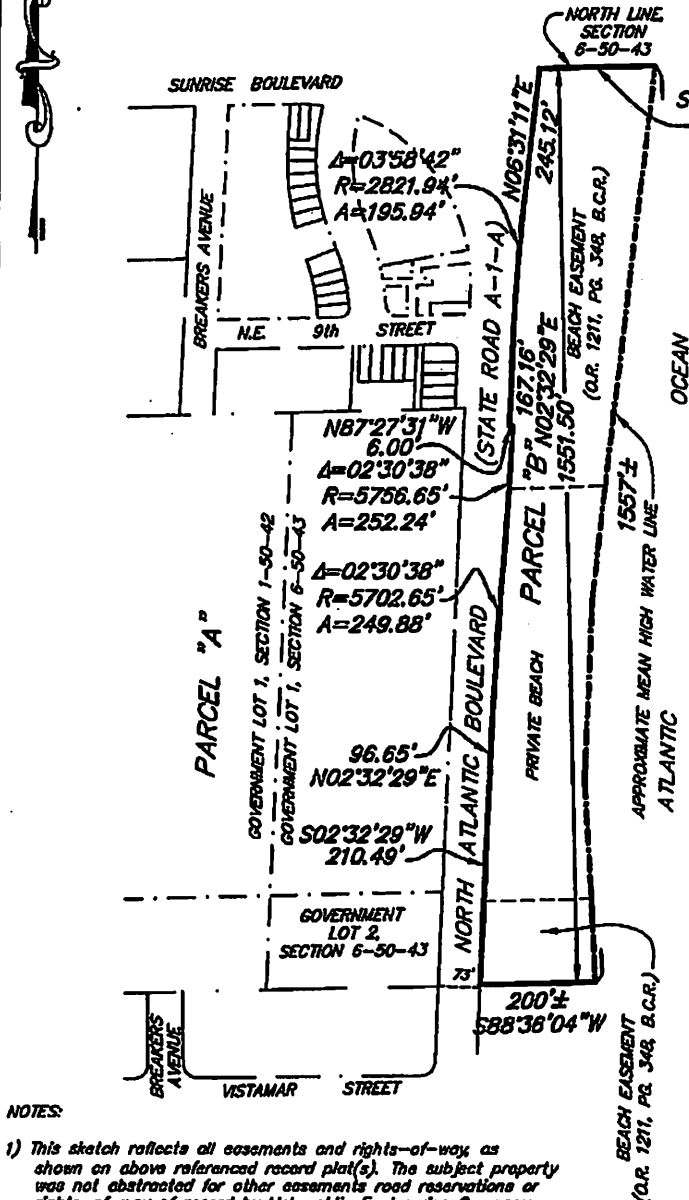 NORTH LINE,
SECTION
6-50-43
SUNRISE BOULEVARD
S
N06°31'11"E
245.12'
Δ=03°58'42"
R=2821.94'
A=195.94'
BREAKERS AVENUE
(STATE ROAD A-1-A)
BEACH EASEMENT
(O.R. 1211, PG. 348, B.C.R.)
OCEAN
N.E. 9th STREET
167.16'
N02°32'29"E
1551.50'
N87°27'31"W
6.00'
Δ=02°30'38"
R=5756.65'
A=252.24'
PARCEL "B"
1557'±
APPROXIMATE MEAN HIGH WATER LINE
ATLANTIC
Δ=02°30'38"
R=5702.65'
A=249.88'
GOVERNMENT LOT 1, SECTION 1-50-42
GOVERNMENT LOT 1, SECTION 6-50-43
PARCEL "A"
NORTH ATLANTIC BOULEVARD
PRIVATE BEACH
96.65'
N02°32'29"E
S02°32'29"W
210.49'
GOVERNMENT
LOT 2,
SECTION 6-50-43
73'
200'±
S88°36'04"W
BREAKERS
AVENUE
VISTAMAR STREET
BEACH EASEMENT
(O.R. 1211, PG. 348, B.C.R.)
NOTES:
1) This sketch reflects all easements and rights-of-way, as
shown on above referenced record plat(s). The subject property
was not abstracted for other easements road reservations or